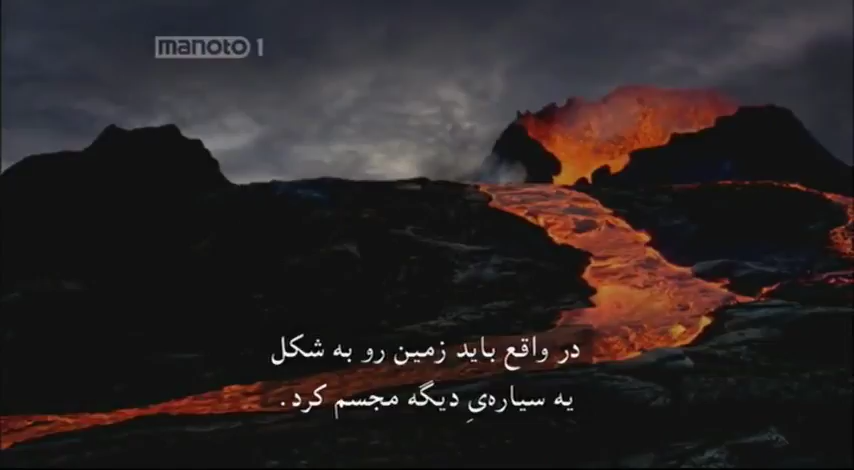 manoto 1
در واقع باید زمین رو به شکل
یه سیاره‌یِ دیگه مجسم کرد.